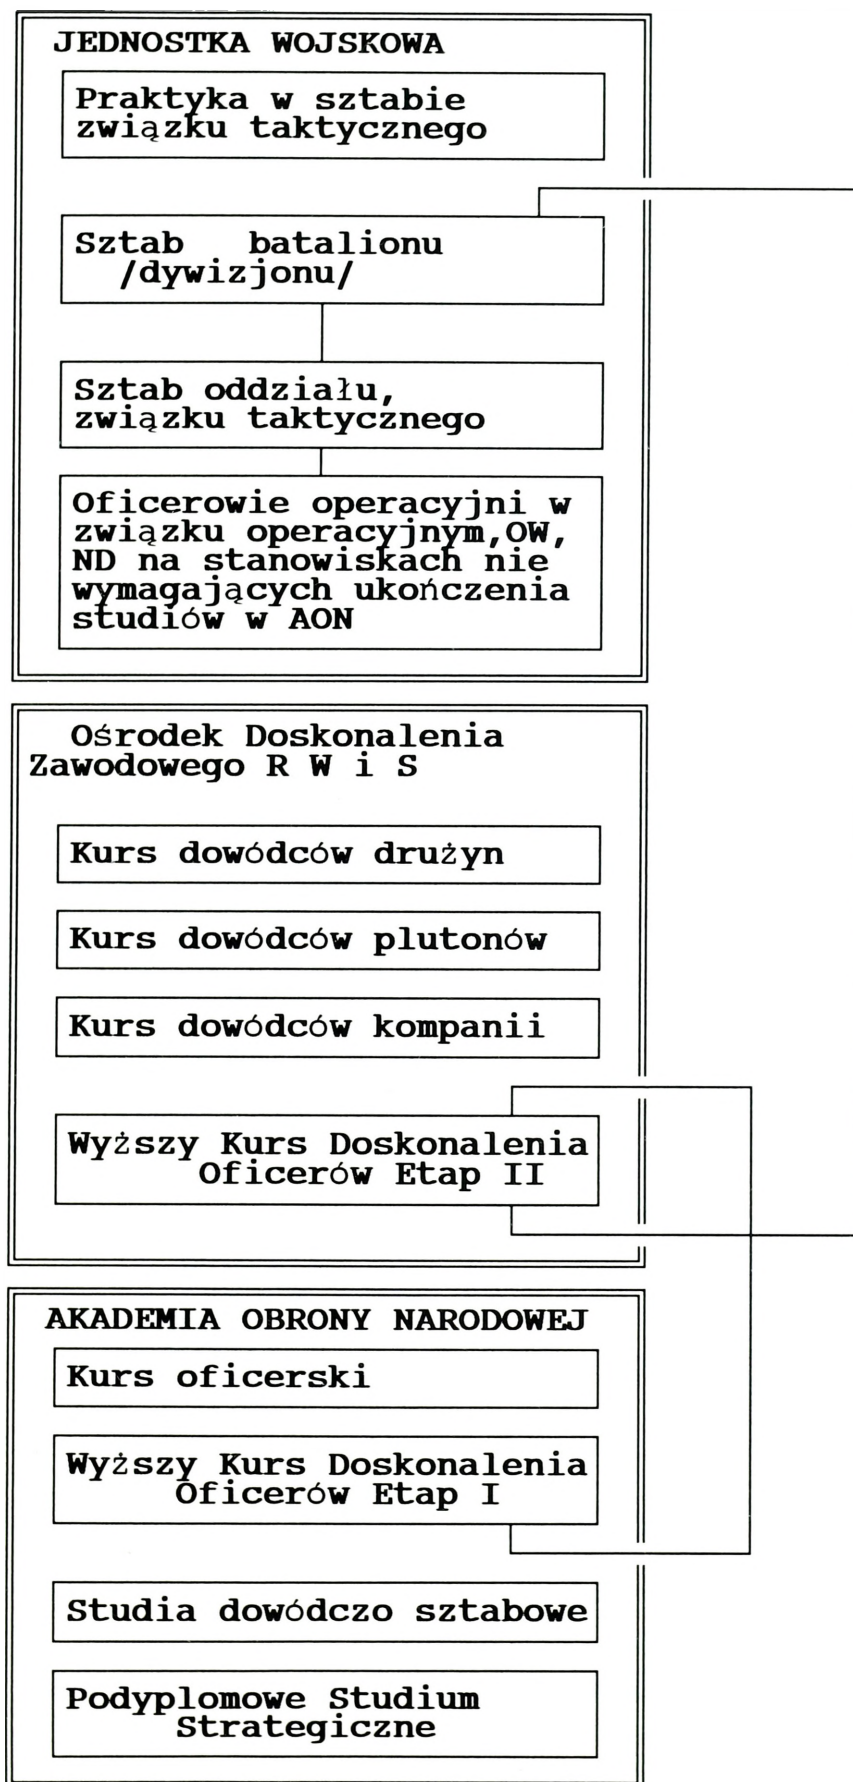 JEDNOSTKA WOJSKOWA
Praktyka w sztabie
związku taktycznego
Sztab batalionu
/dywizjonu/
Sztab oddziału,
związku taktycznego
Oficerowie operacyjni w
związku operacyjnym,OW,
ND na stanowiskach nie
wymagających ukończenia
studiów w AON
Ośrodek Doskonalenia
Zawodowego R W i S
Kurs dowódców drużyn
Kurs dowódców plutonów
Kurs dowódców kompanii
Wyższy Kurs Doskonalenia
Oficerów Etap II
AKADEMIA OBRONY NARODOWEJ
Kurs oficerski
Wyższy Kurs Doskonalenia
Oficerów Etap I
Studia dowódczo sztabowe
Podyplomowe Studium
Strategiczne